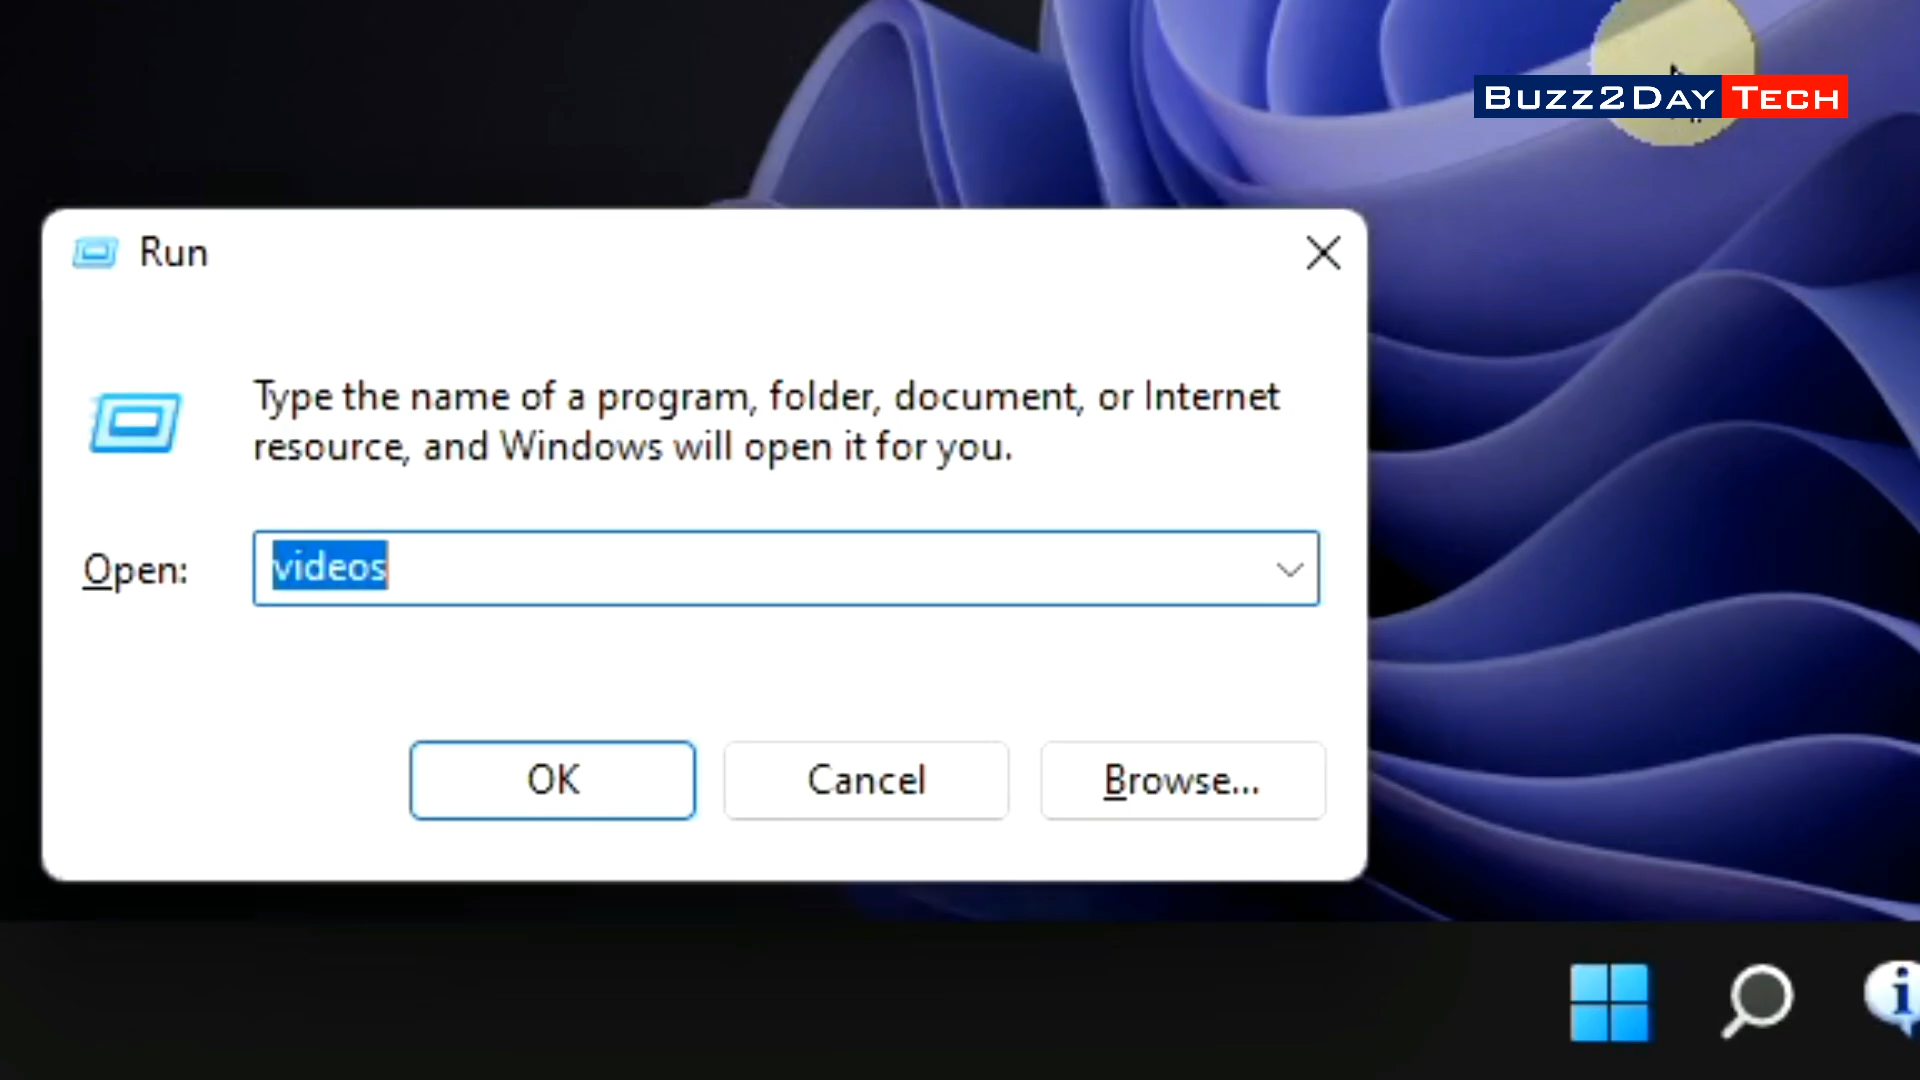 Buzz2Day Tech
Run
Type the name of a program, folder, document, or Internet
resource, and Windows will open it for you.
Open: videos
OK Cancel Browse...